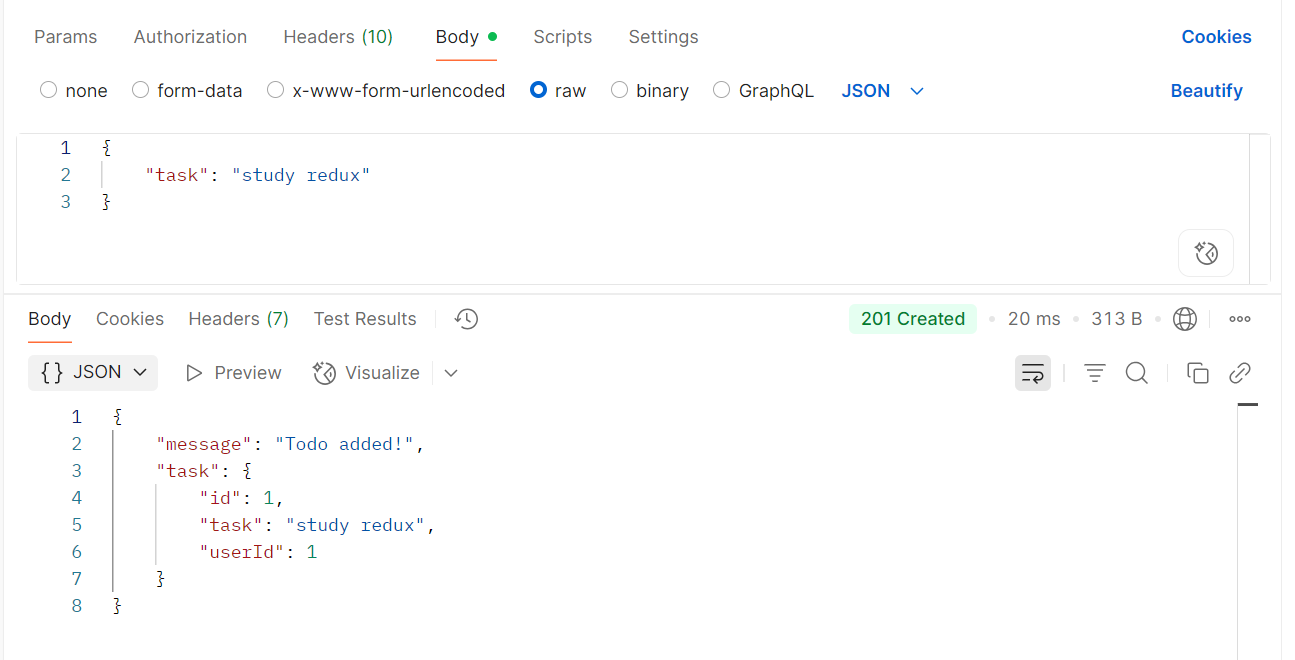 Params Authorization Headers (10) Body Scripts Settings Cookies
none form-data x-www-form-urlencoded raw binary GraphQL JSON Beautify
1 {
2 "task": "study redux"
3 }
Body Cookies Headers (7) Test Results 201 Created 20 ms 313 B
{} JSON Preview Visualize
1 {
2 "message": "Todo added!",
3 "task": {
4 "id": 1,
5 "task": "study redux",
6 "userId": 1
7 }
8 }